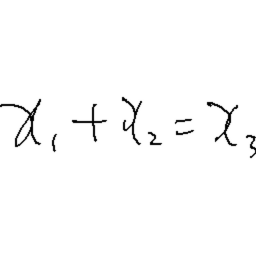 x₁ + x₂ = x₃